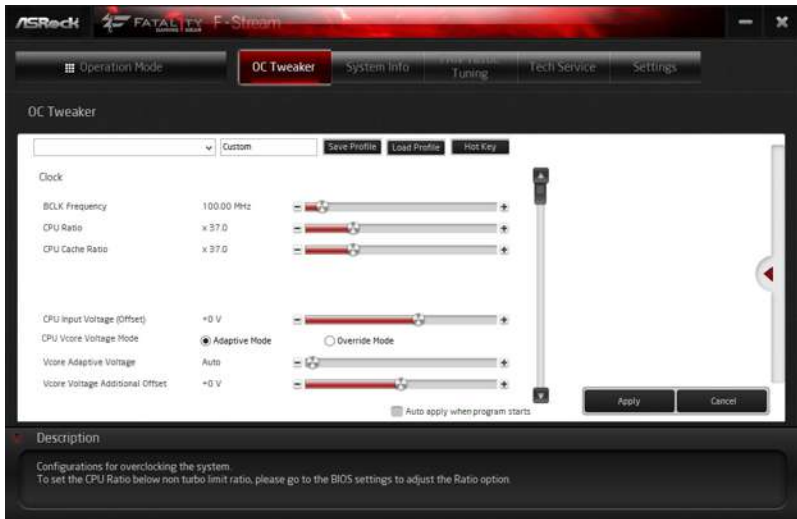 ASRock FATAL1TY F-Stream
Operation Mode OC Tweaker System Info Tuning Tech Service Settings
OC Tweaker
Custom Save Profile Load Profile Hot Key
Clock
BCLK Frequency 100.00 MHz
CPU Ratio x 37.0
CPU Cache Ratio x 37.0
CPU Input Voltage (Offset) +0 V
CPU Vcore Voltage Mode Adaptive Mode Override Mode
Vcore Adaptive Voltage Auto
Vcore Voltage Additional Offset +0 V
Auto apply when program starts
Apply Cancel
Description
Configurations for overclocking the system.
To set the CPU Ratio below non turbo limit ratio, please go to the BIOS settings to adjust the Ratio option.